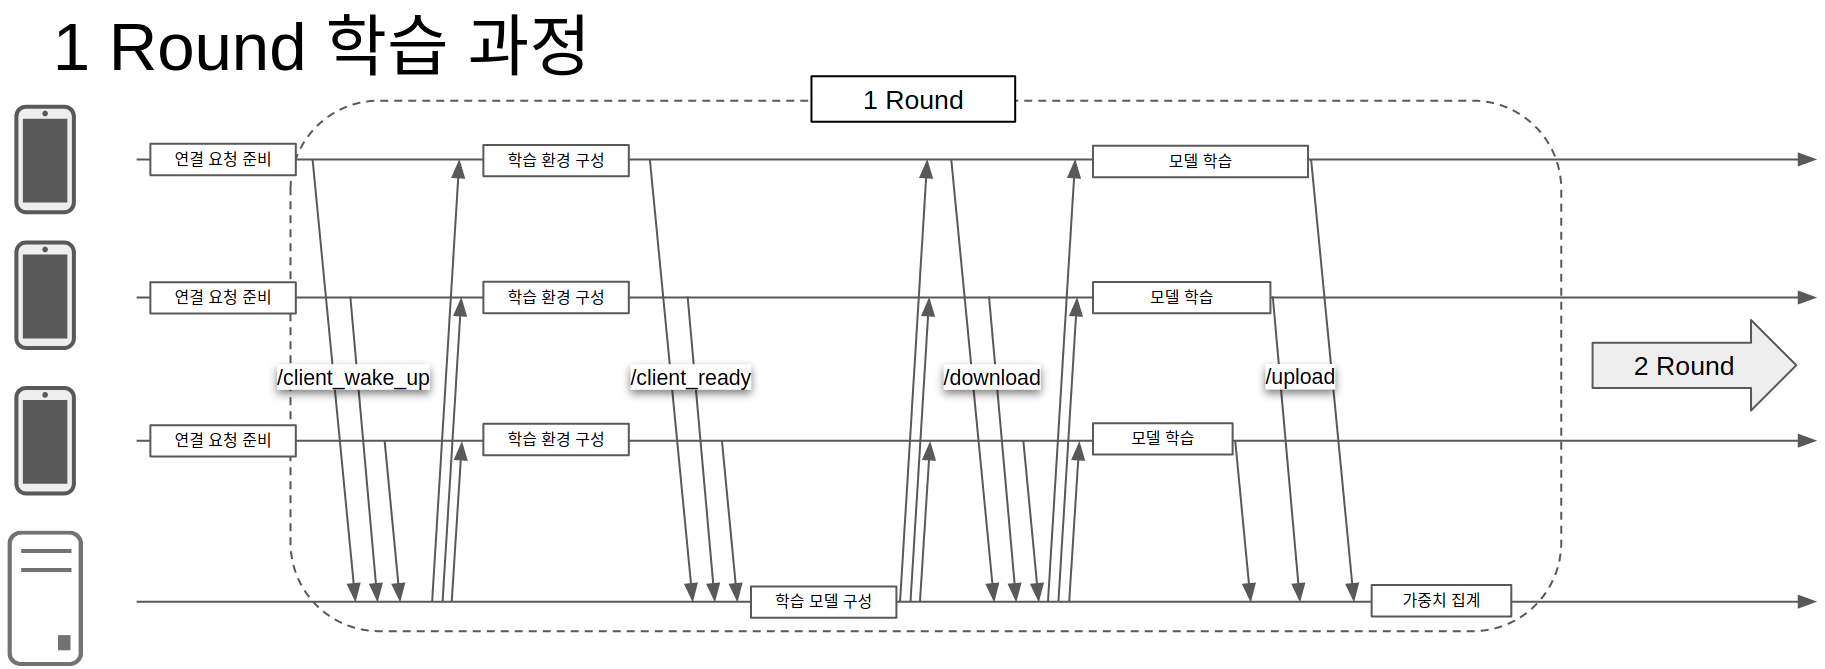 1 Round 학습 과정
1 Round
연결 요청 준비
학습 환경 구성
모델 학습
연결 요청 준비
학습 환경 구성
모델 학습
/client_wake_up
/client_ready
/download
/upload
2 Round
연결 요청 준비
학습 환경 구성
모델 학습
학습 모델 구성
가중치 집계